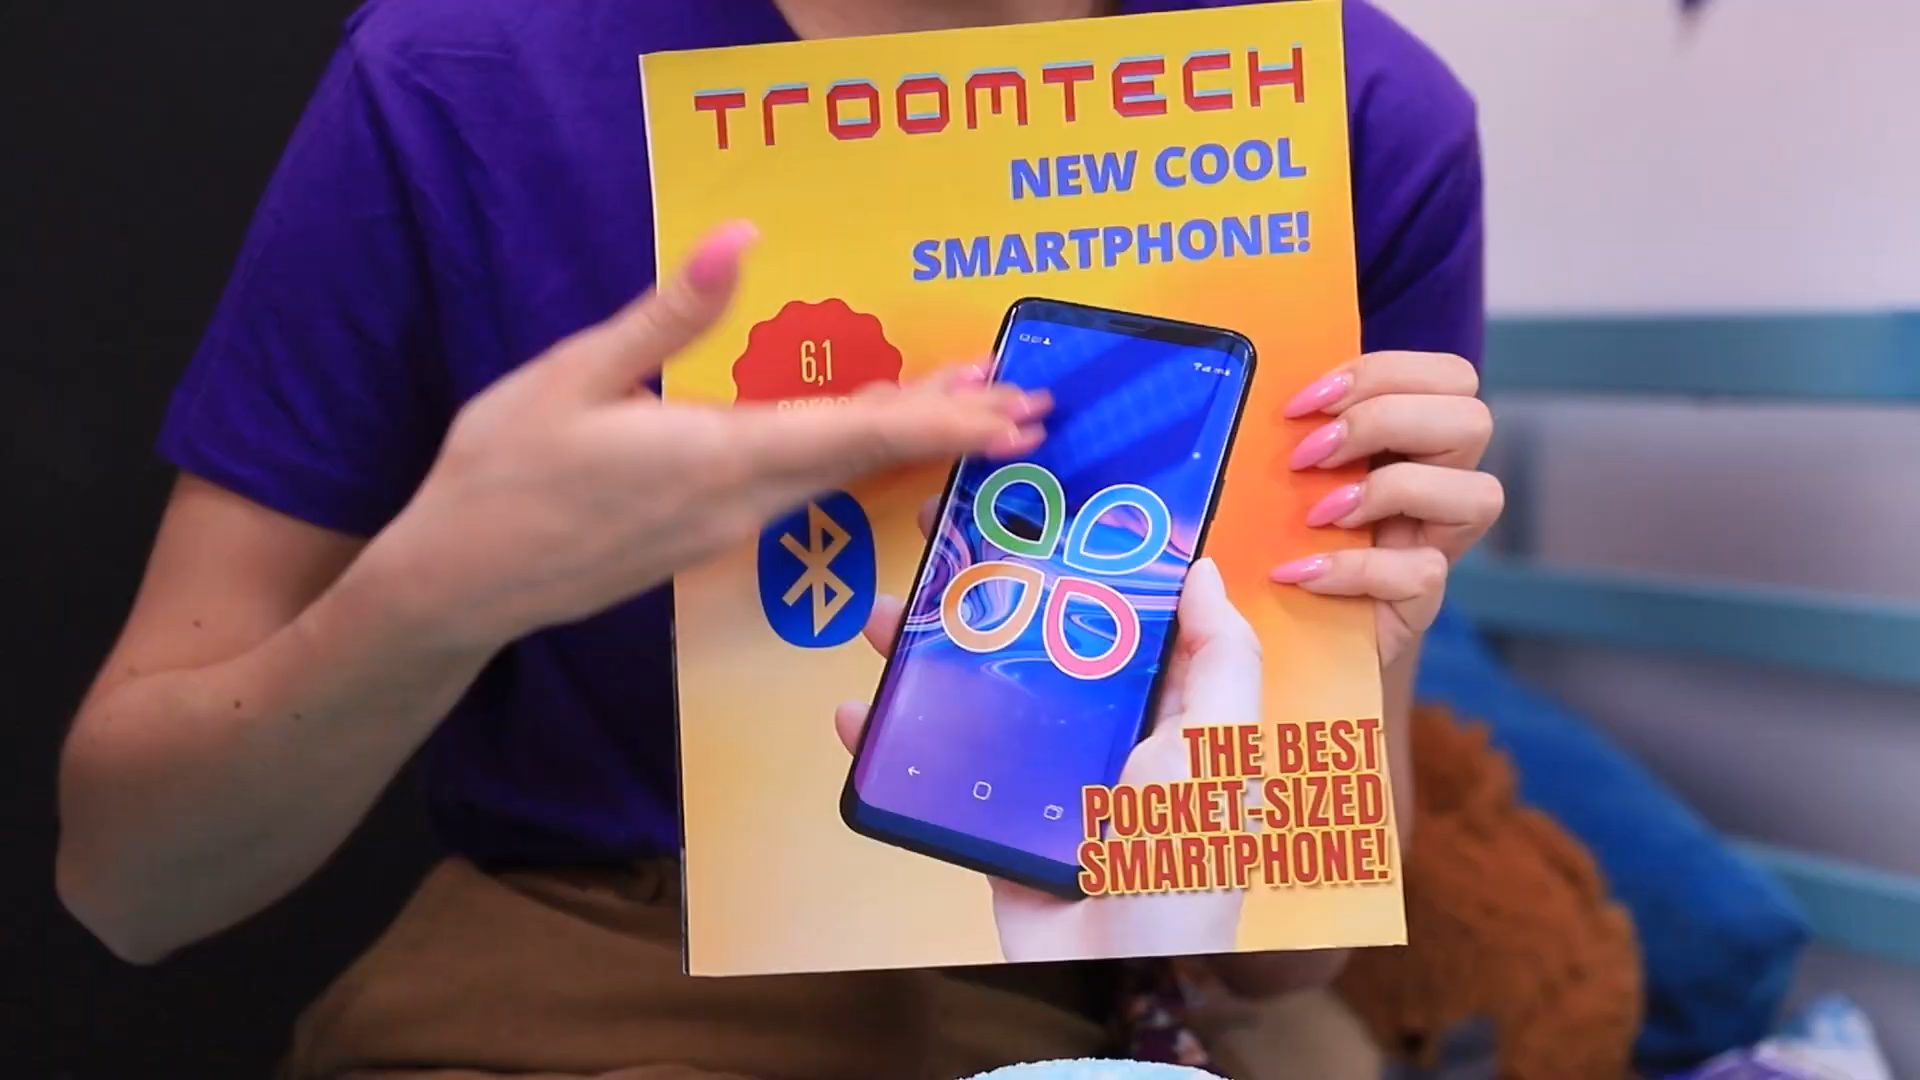 TROOMTECH
NEW COOL
SMARTPHONE!
6,1
THE BEST
POCKET-SIZED
SMARTPHONE!